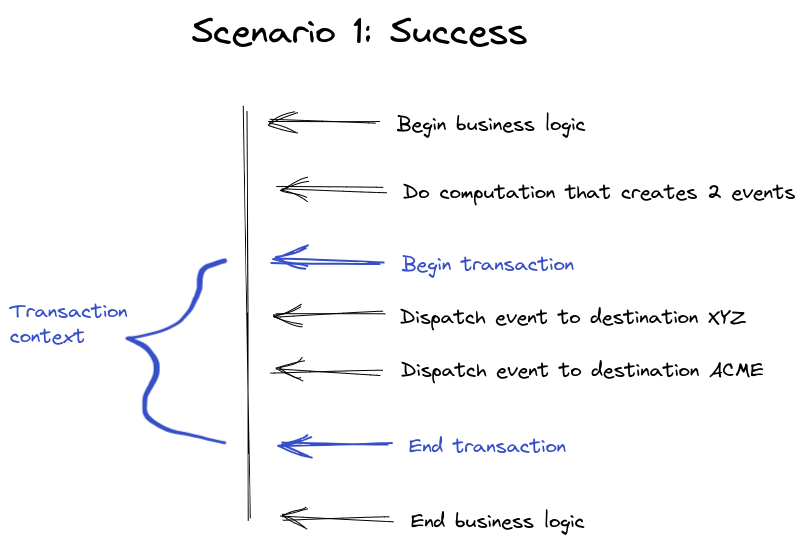 Scenario 1: Success
Begin business logic
Do computation that creates 2 events
Begin transaction
Transaction
context
Dispatch event to destination XYZ
Dispatch event to destination ACME
End transaction
End business logic